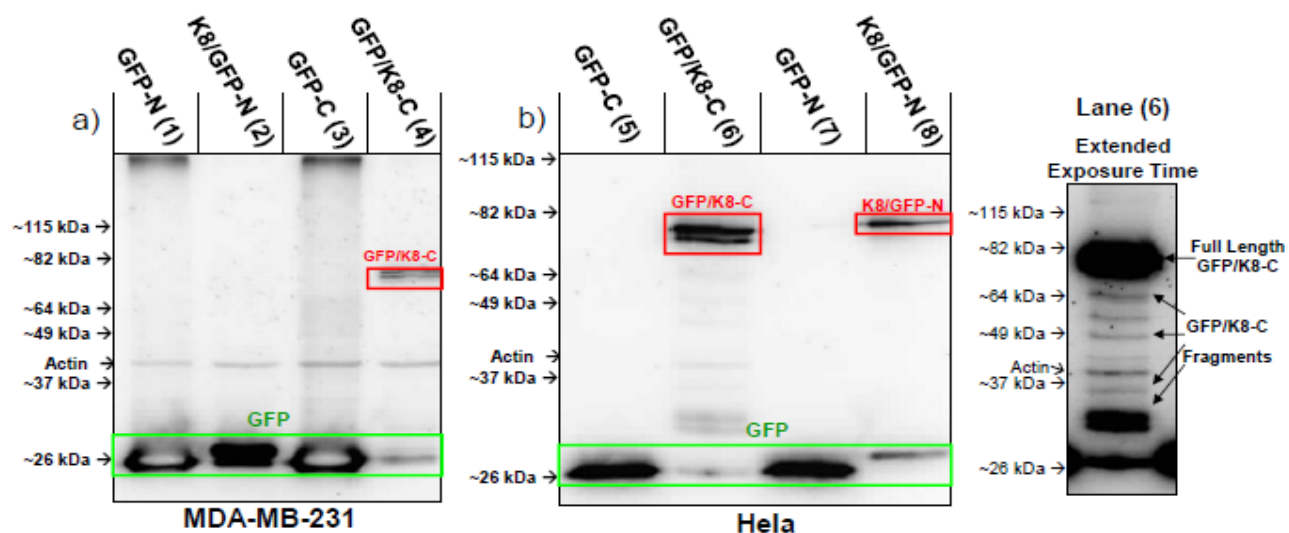 a)
GFP-N (1)
K8/GFP-N (2)
GFP-C (3)
GFP/K8-C (4)
~115 kDa →
~82 kDa →
~64 kDa →
~49 kDa →
Actin →
~37 kDa →
~26 kDa →
GFP/K8-C
GFP
MDA-MB-231
b)
GFP-C (5)
GFP/K8-C (6)
GFP-N (7)
K8/GFP-N (8)
~115 kDa →
~82 kDa →
~64 kDa →
~49 kDa →
Actin →
~37 kDa →
~26 kDa →
GFP/K8-C
K8/GFP-N
GFP
Hela
Lane (6)
Extended
Exposure Time
~115 kDa →
~82 kDa →
~64 kDa →
~49 kDa →
Actin→
~37 kDa →
~26 kDa →
Full Length
GFP/K8-C
GFP/K8-C
Fragments